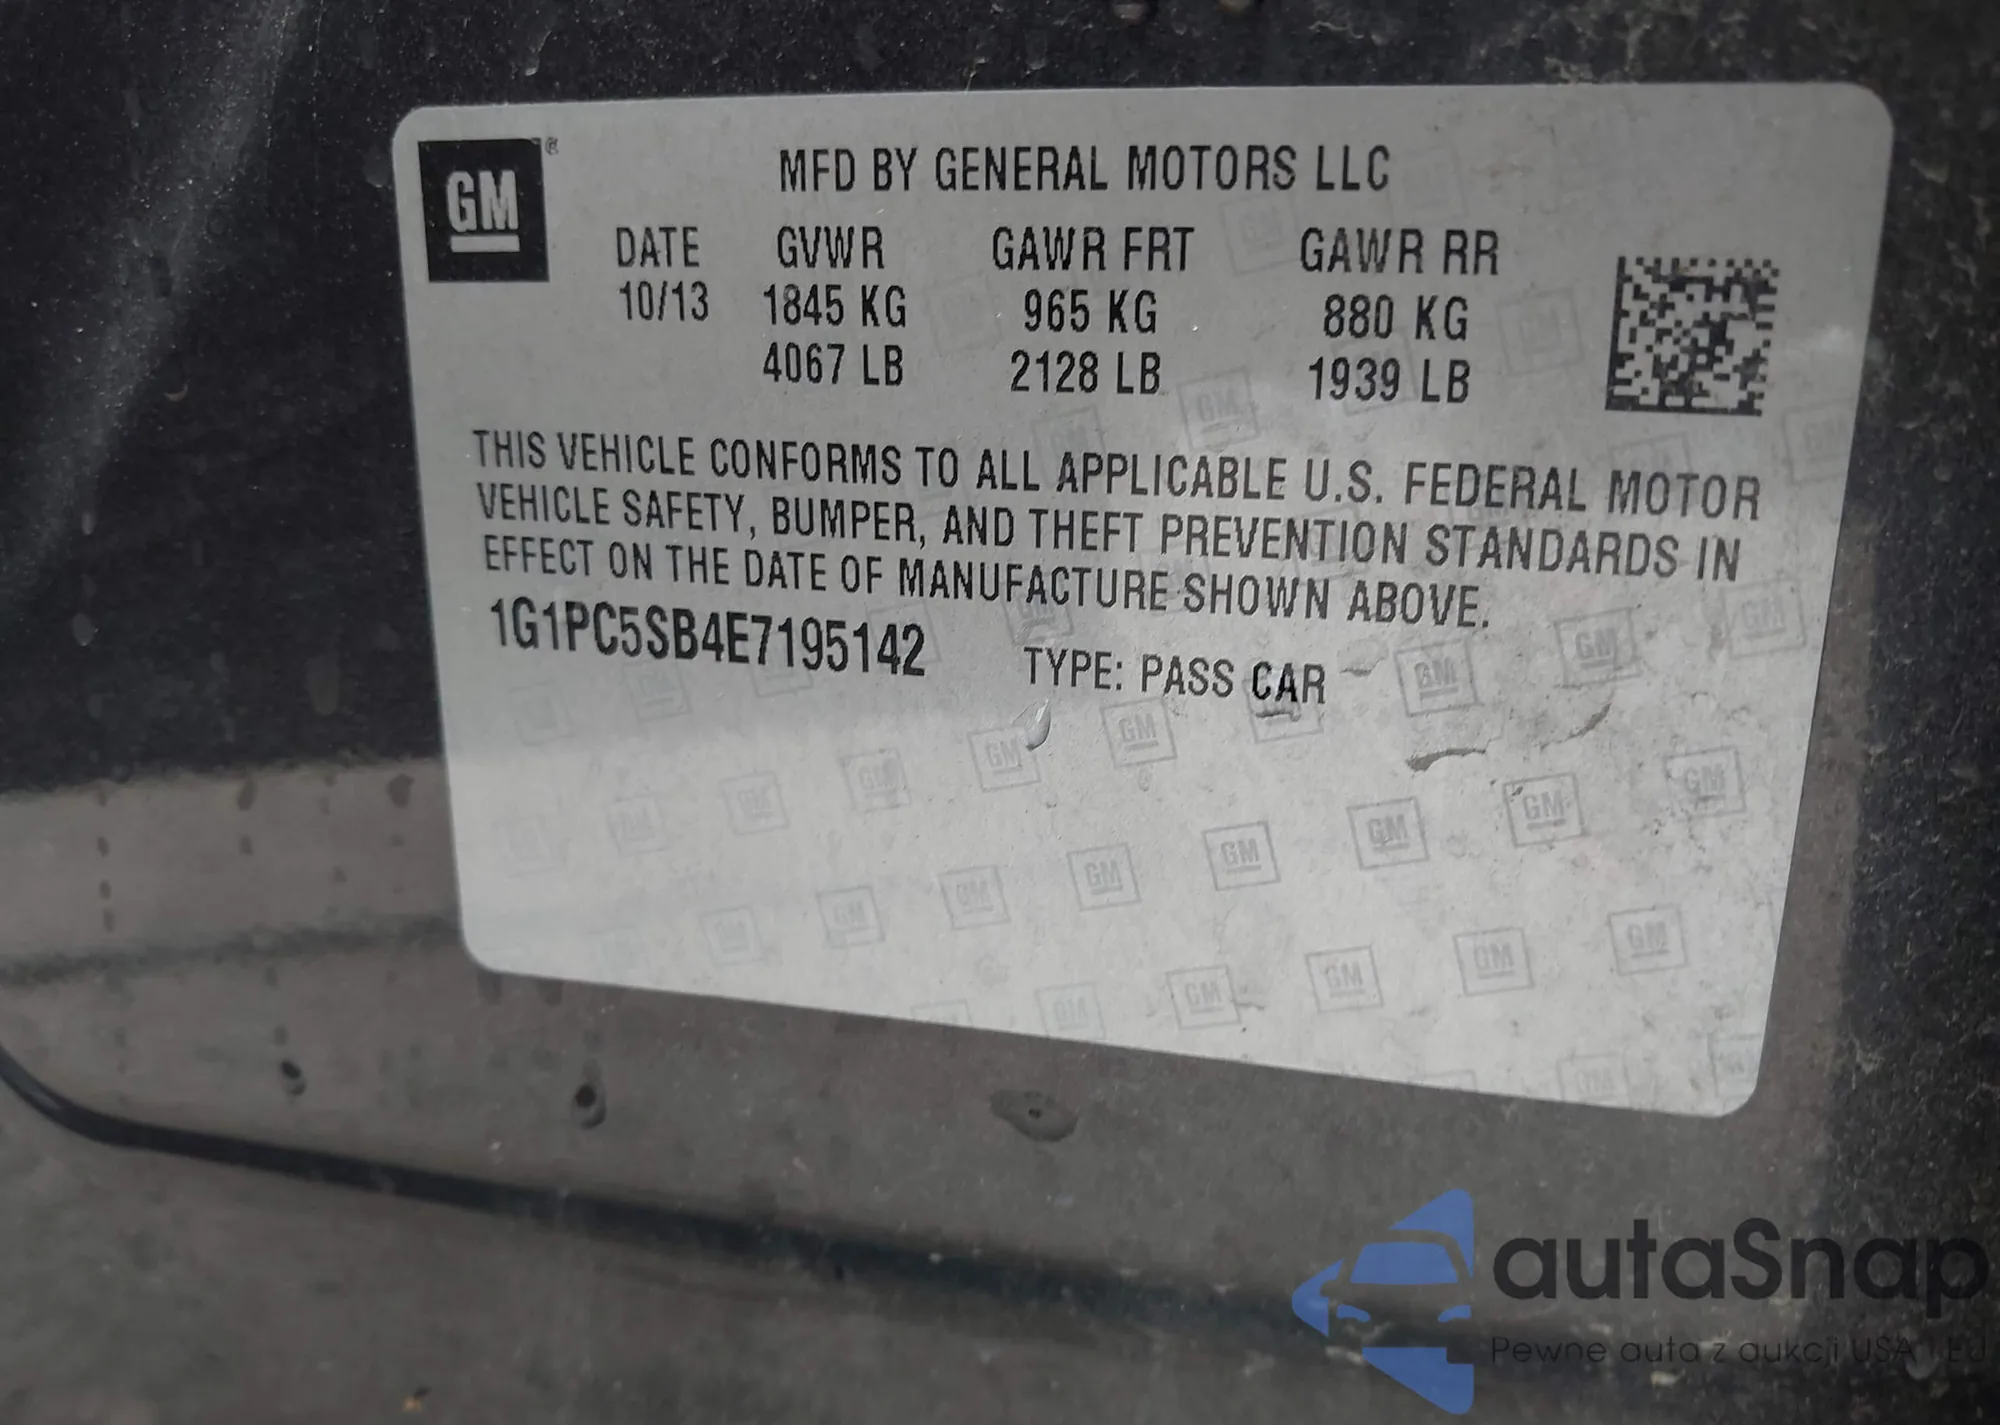 GM
MFD BY GENERAL MOTORS LLC
DATE GVWR GAWR FRT GAWR RR
10/13 1845 KG 965 KG 880 KG
4067 LB 2128 LB 1939 LB
THIS VEHICLE CONFORMS TO ALL APPLICABLE U.S. FEDERAL MOTOR
VEHICLE SAFETY, BUMPER, AND THEFT PREVENTION STANDARDS IN
EFFECT ON THE DATE OF MANUFACTURE SHOWN ABOVE.
1G1PC5SB4E7195142 TYPE: PASS CAR
autaSnap
Pewne auta z aukcji USA i EU